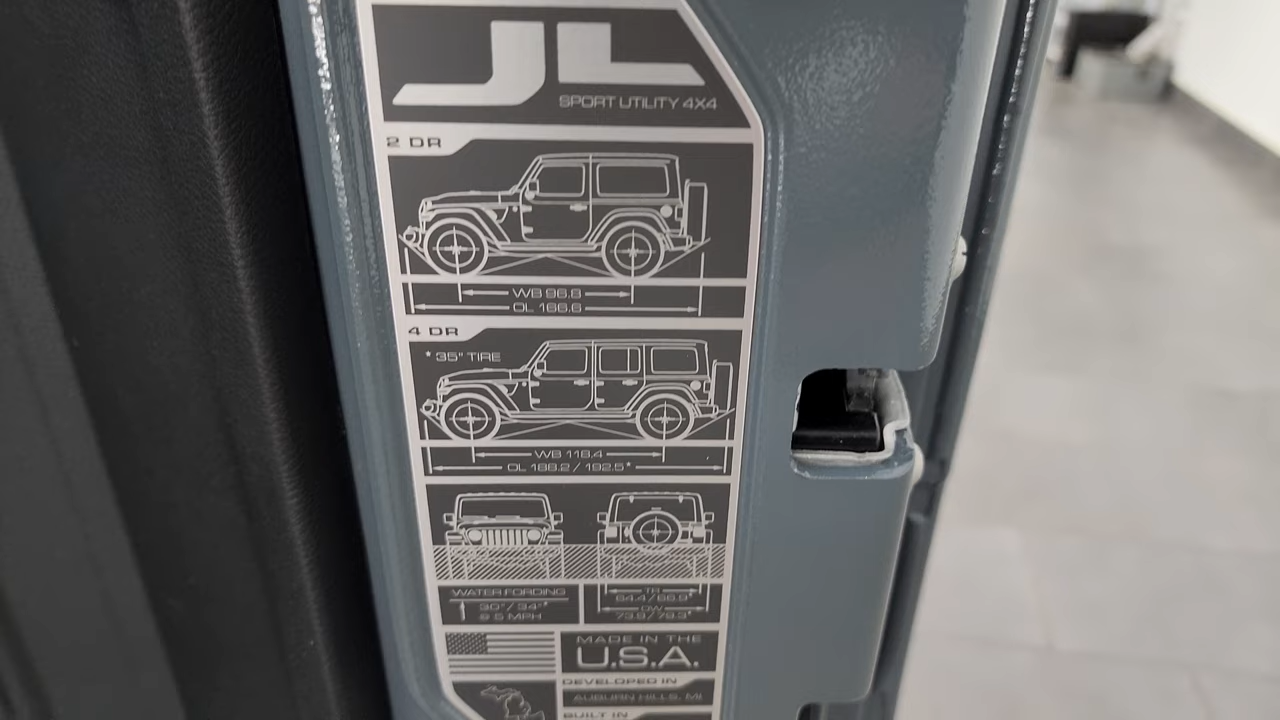 JL
SPORT UTILITY 4X4
2 DR
WB 96.8
OL 166.6
4 DR
* 35" TIRE
WB 118.4
OL 188.2 / 192.5*
WATER FORDING
30" / 34"*
@ 5 MPH
TR
64.4 / 66.9*
OW
73.9 / 79.3*
MADE IN THE
U.S.A.
DEVELOPED IN
AUBURN HILLS, MI
BUILT IN